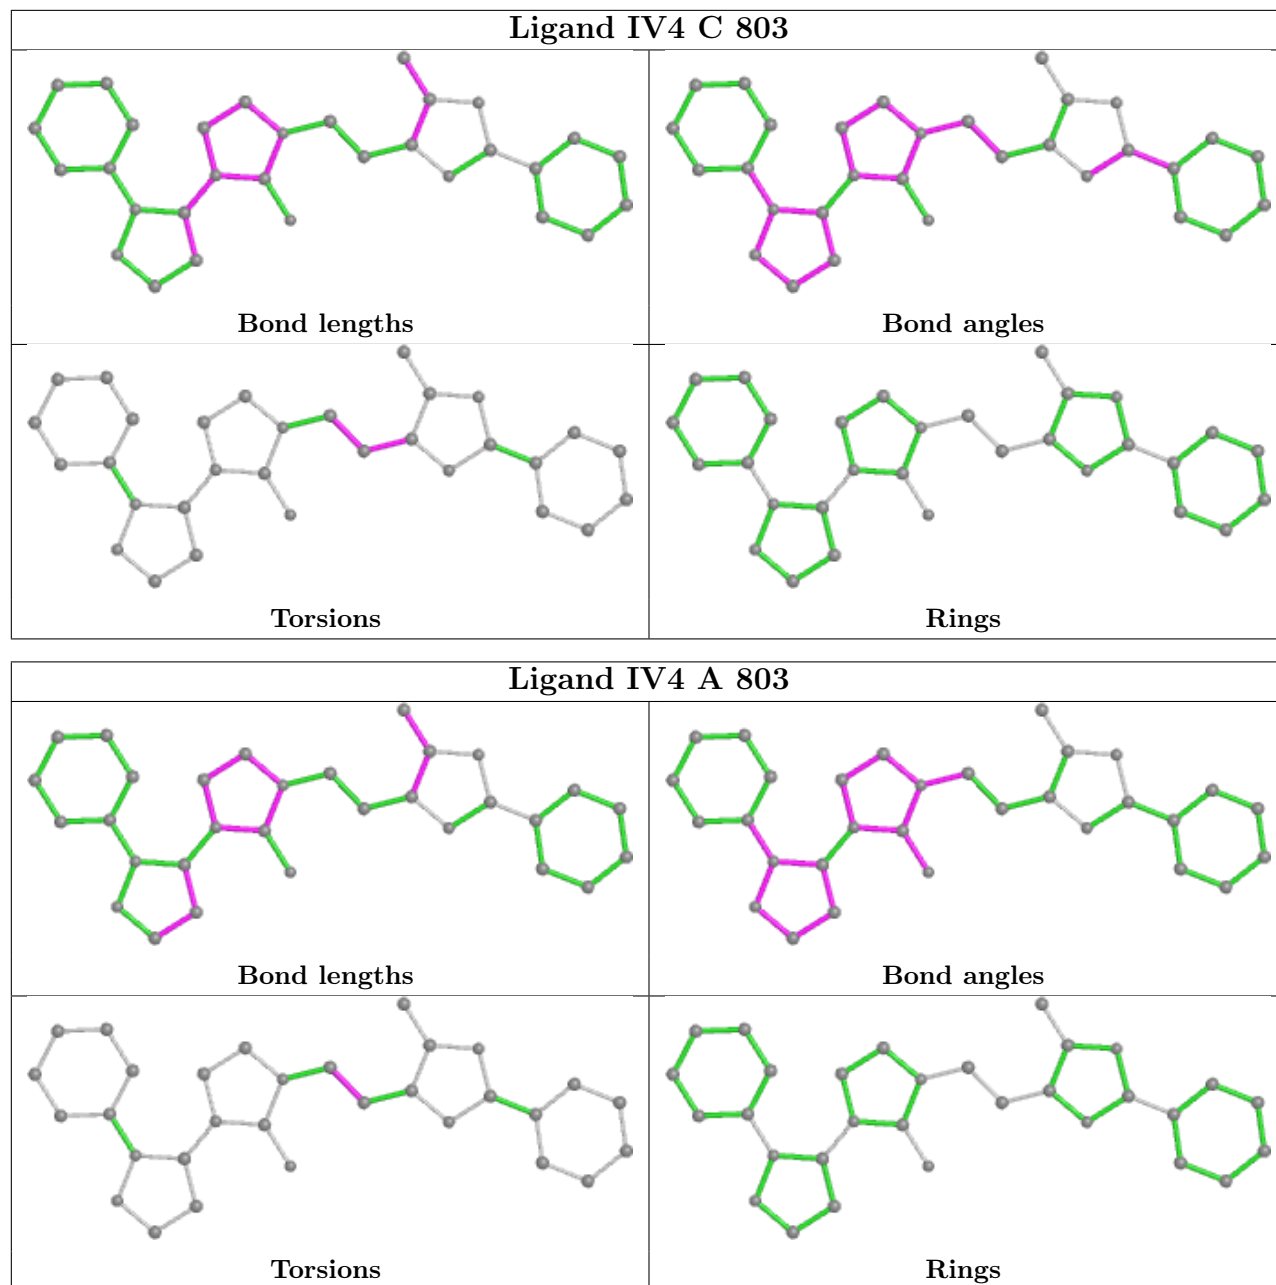 Ligand IV4 C 803
Bond lengths
Bond angles
Torsions
Rings
Ligand IV4 A 803
Bond lengths
Bond angles
Torsions
Rings